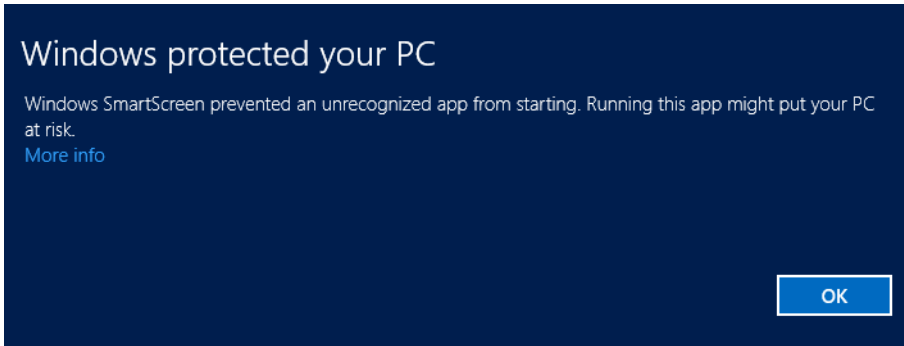 Windows protected your PC
Windows SmartScreen prevented an unrecognized app from starting. Running this app might put your PC
at risk.
More info
OK